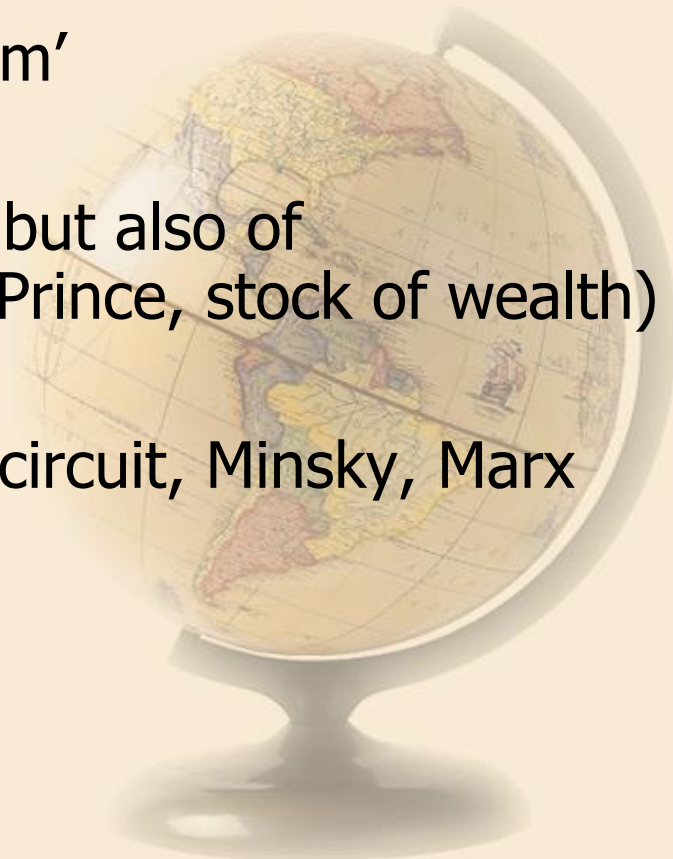 m’
but also of
Prince, stock of wealth)
circuit, Minsky, Marx